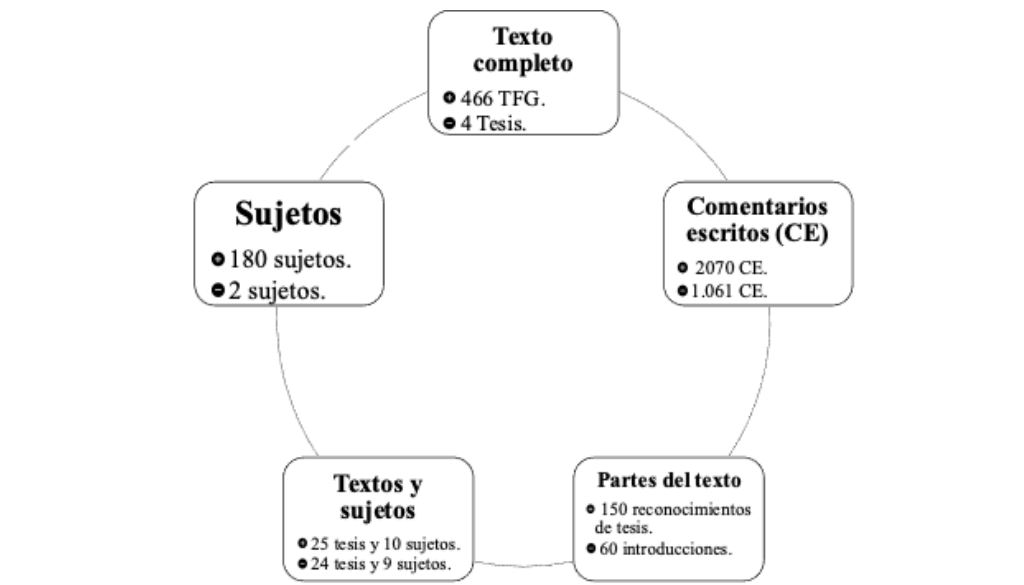 Texto
completo
466 TFG.
4 Tesis.
Comentarios
escritos (CE)
2070 CE.
1.061 CE.
Partes del texto
150 reconocimientos
de tesis.
60 introducciones.
Textos y
sujetos
25 tesis y 10 sujetos.
24 tesis y 9 sujetos.
Sujetos
180 sujetos.
2 sujetos.